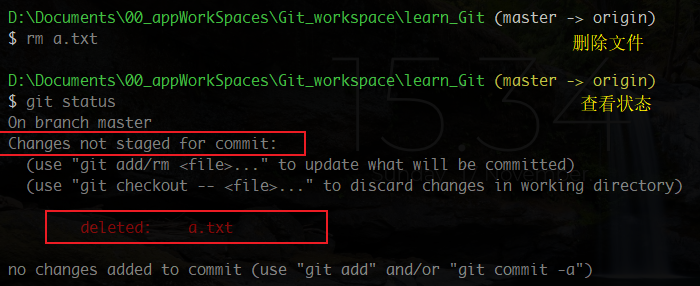 D:\Documents\00_appWorkSpaces\Git_workspace\learn_Git (master -> origin)
$ rm a.txt 删除文件
D:\Documents\00_appWorkSpaces\Git_workspace\learn_Git (master -> origin)
$ git status 查看状态
On branch master
Changes not staged for commit:
(use "git add/rm <file>..." to update what will be committed)
(use "git checkout -- <file>..." to discard changes in working directory)
deleted: a.txt
no changes added to commit (use "git add" and/or "git commit -a")